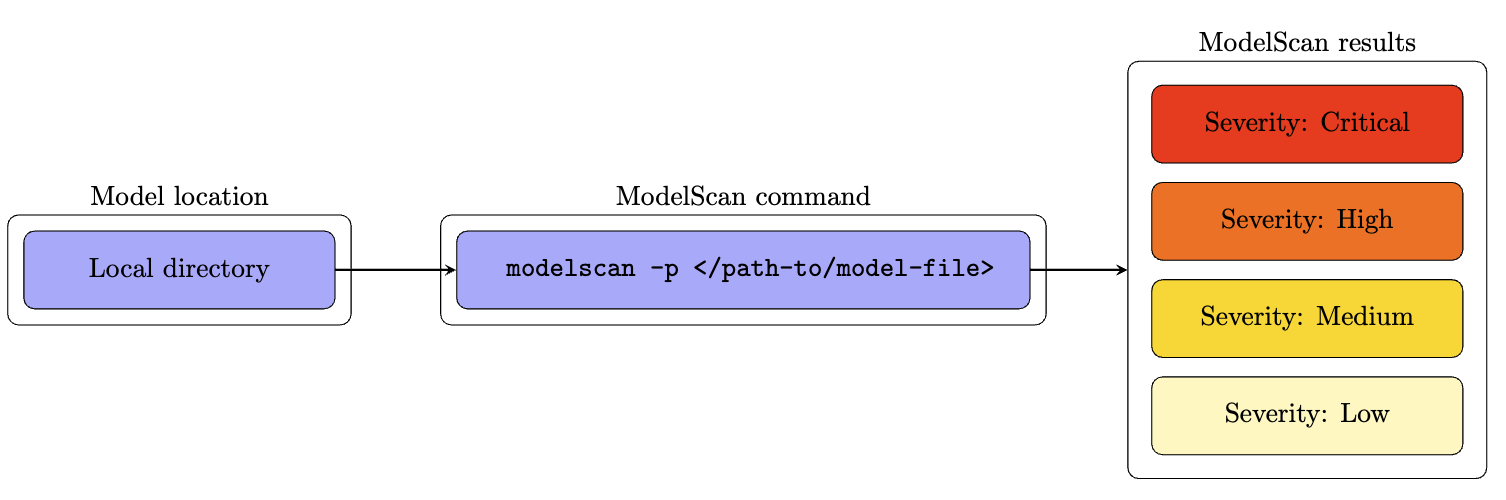 Model location
Local directory
ModelScan command
modelscan -p </path-to/model-file>
ModelScan results
Severity: Critical
Severity: High
Severity: Medium
Severity: Low